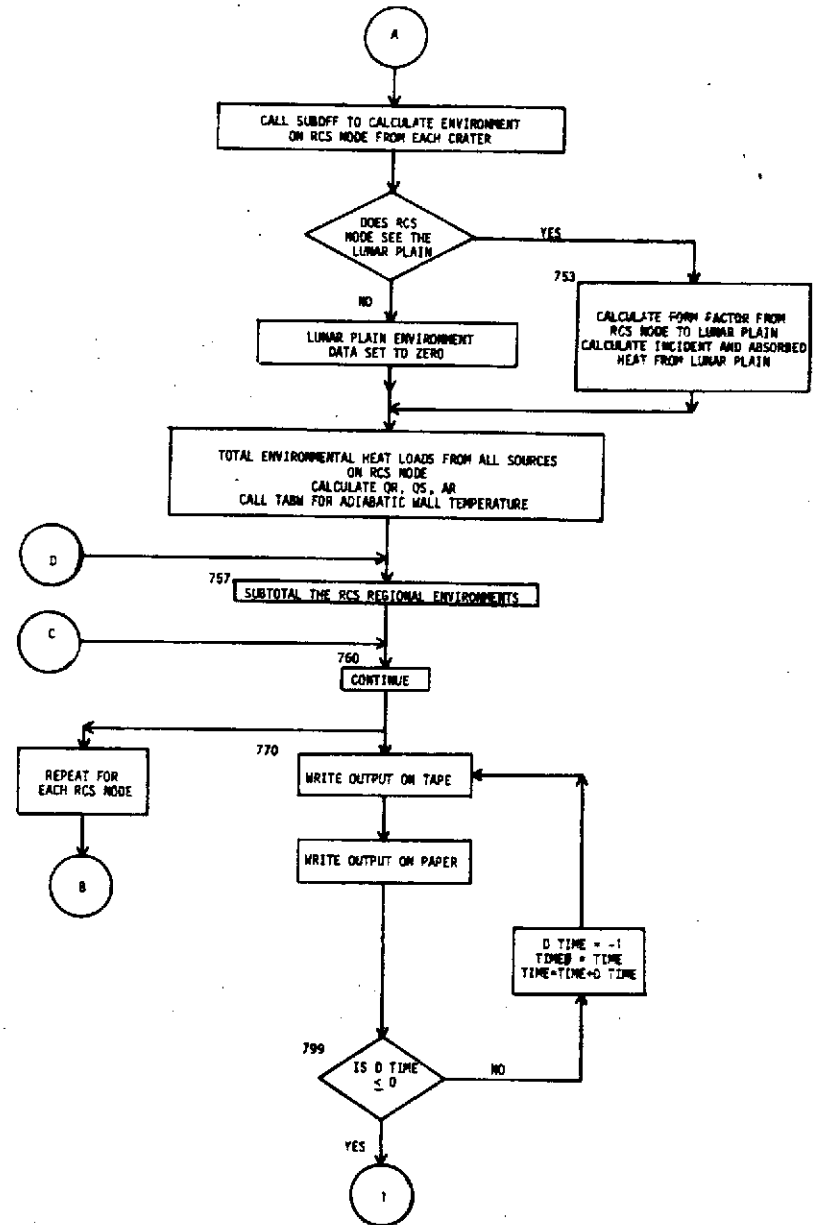 A
CALL SUBOFF TO CALCULATE ENVIRONMENT
ON RCS NODE FROM EACH CRATER
DOES RCS
NODE SEE THE
LUNAR PLAIN
YES
753
NO
CALCULATE FORM FACTOR FROM
RCS NODE TO LUNAR PLAIN
CALCULATE INCIDENT AND ABSORBED
HEAT FROM LUNAR PLAIN
LUNAR PLAIN ENVIRONMENT
DATA SET TO ZERO
TOTAL ENVIRONMENTAL HEAT LOADS FROM ALL SOURCES
ON RCS NODE
CALCULATE QR, QS, AR
CALL TABW FOR ADIABATIC WALL TEMPERATURE
D
757
SUBTOTAL THE RCS REGIONAL ENVIRONMENTS
C
760
CONTINUE
770
REPEAT FOR
EACH RCS NODE
WRITE OUTPUT ON TAPE
B
WRITE OUTPUT ON PAPER
D TIME = -1
TIMEØ = TIME
TIME=TIME+D TIME
799
IS D TIME
≤ 0
NO
YES
1